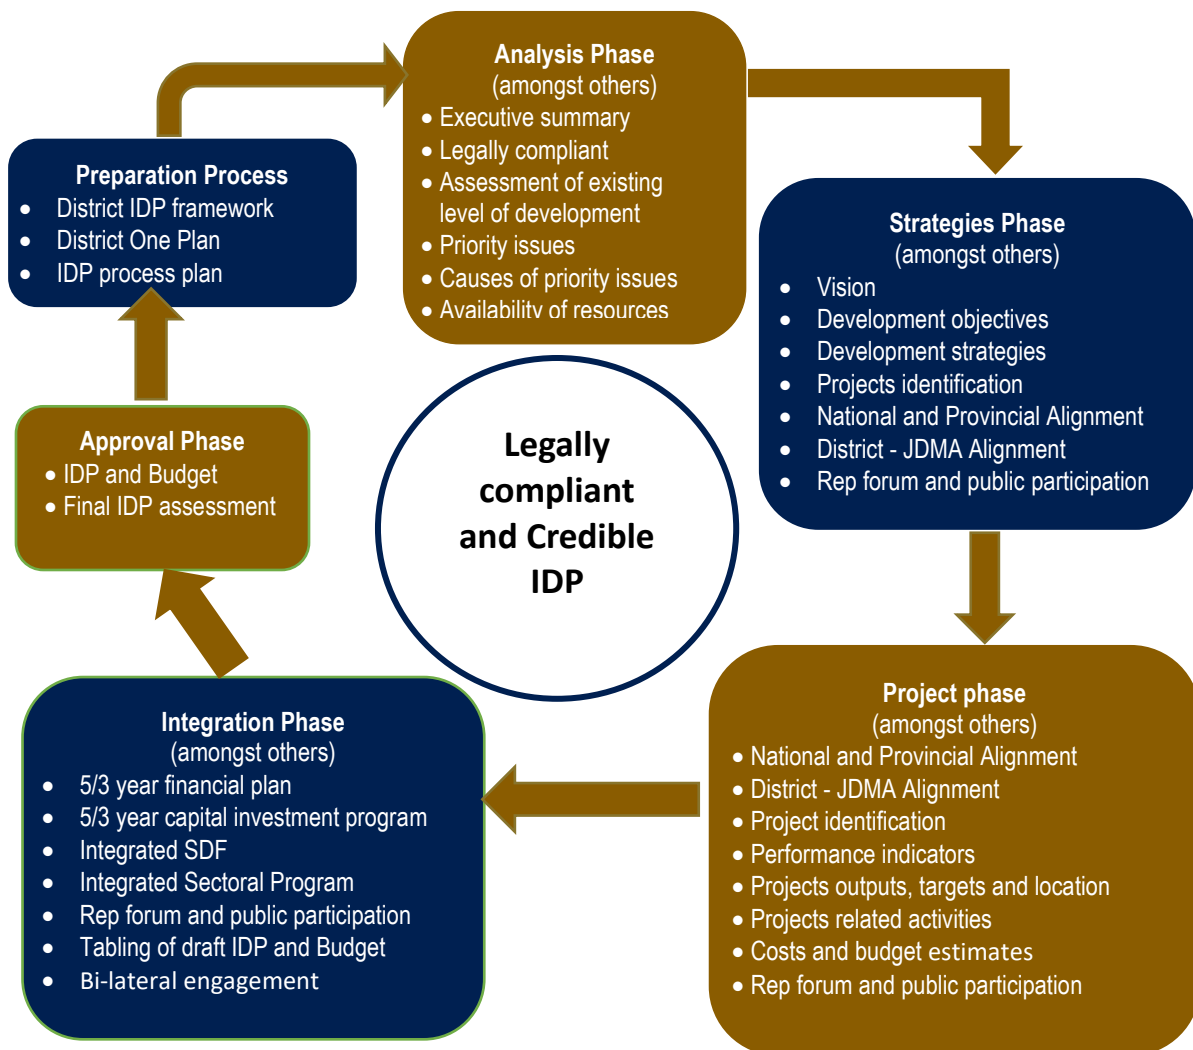 Preparation Process
• District IDP framework
• District One Plan
• IDP process plan
Analysis Phase
(amongst others)
• Executive summary
• Legally compliant
• Assessment of existing
level of development
• Priority issues
• Causes of priority issues
• Availability of resources
Strategies Phase
(amongst others)
• Vision
• Development objectives
• Development strategies
• Projects identification
• National and Provincial Alignment
• District - JDMA Alignment
• Rep forum and public participation
Project phase
(amongst others)
• National and Provincial Alignment
• District - JDMA Alignment
• Project identification
• Performance indicators
• Projects outputs, targets and location
• Projects related activities
• Costs and budget estimates
• Rep forum and public participation
Integration Phase
(amongst others)
• 5/3 year financial plan
• 5/3 year capital investment program
• Integrated SDF
• Integrated Sectoral Program
• Rep forum and public participation
• Tabling of draft IDP and Budget
• Bi-lateral engagement
Approval Phase
• IDP and Budget
• Final IDP assessment
Legally
compliant
and Credible
IDP